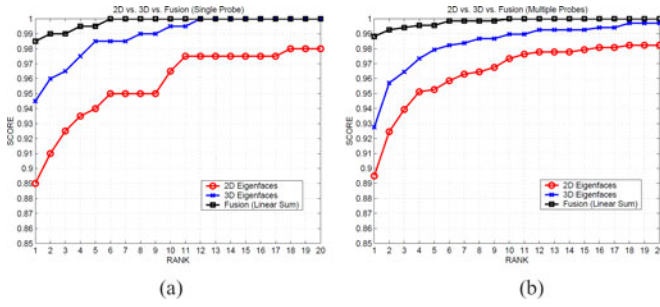 2D vs. 3D vs. Fusion (Single Probe)
1
0.99
0.98
0.97
0.96
0.95
0.94
0.93
0.92
0.91
0.9
0.89
0.88
0.87
0.86
0.85
SCORE
2D Eigenfaces
3D Eigenfaces
Fusion (Linear Sum)
1 2 3 4 5 6 7 8 9 10 11 12 13 14 15 16 17 18 19 20
RANK
(a)
2D vs. 3D vs. Fusion (Multiple Probes)
1
0.99
0.98
0.97
0.96
0.95
0.94
0.93
0.92
0.91
0.9
0.89
0.88
0.87
0.86
0.85
SCORE
2D Eigenfaces
3D Eigenfaces
Fusion (Linear Sum)
1 2 3 4 5 6 7 8 9 10 11 12 13 14 15 16 17 18 19 20
RANK
(b)